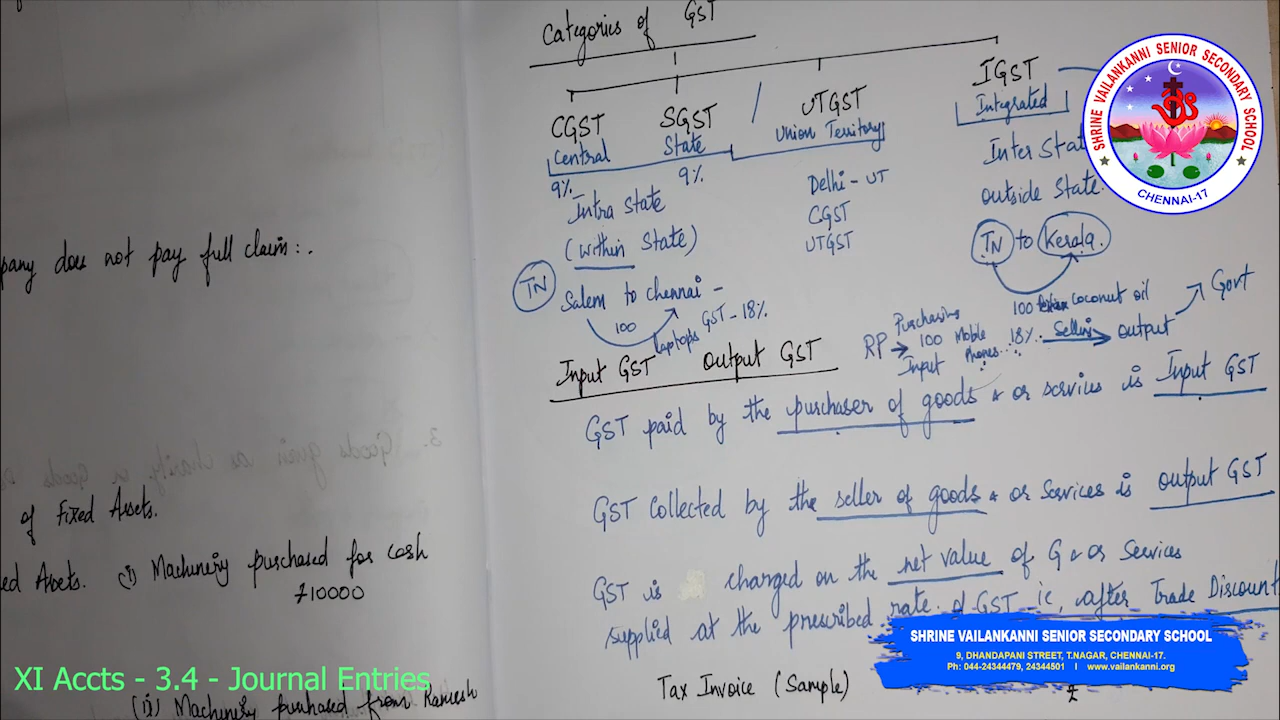 pany does not pay full claim:.
of Fixed Assets.
ed Assets. (i) Machinery purchased for cash
₹10000
(ii) Machinery purchased from Ramesh
Categories of GST
CGST SGST / UTGST IGST
Central State Union Territory Integrated
9% 9%
Intra State
(within State)
Delhi - UT
CGST
UTGST
Inter State
outside State.
TN to Kerala.
TN
Salem to Chennai -
100 Laptops GST - 18%
100 coconut oil
RP → Purchasing 100 Mobile Phones.. 18%.
Input
Selling output Govt
Input GST output GST
GST paid by the purchaser of goods & or services is Input GST
GST collected by the seller of goods & or services is output GST
GST is charged on the net value of G & or Services
supplied at the prescribed rate of GST ie, after Trade Discount
Tax Invoice (Sample) ₹
SHRINE VAILANKANNI SENIOR SECONDARY SCHOOL
CHENNAI-17
XI Accts - 3.4 - Journal Entries
SHRINE VAILANKANNI SENIOR SECONDARY SCHOOL
9, DHANDAPANI STREET, T.NAGAR, CHENNAI-17.
Ph: 044-24344479, 24344501 I www.vailankanni.org